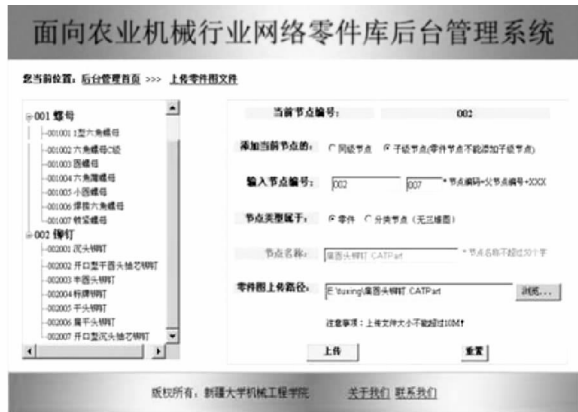 面向农业机械行业网络零件库后台管理系统
您当前位置：后台管理首页 >>> 上传零件图文件
001 螺母
001001 1型六角螺母
001002 六角螺母C级
001003 圆螺母
001004 六角薄螺母
001005 小圆螺母
001006 焊接六角螺母
001007 铰紧螺母
002 铆钉
002001 沉头铆钉
002002 开口型平圆头抽芯铆钉
002003 半圆头铆钉
002004 标牌铆钉
002005 平头铆钉
002006 扁平头铆钉
002007 开口型沉头抽芯铆钉
当前节点编号： 002
添加当前节点的： 同级节点 子级节点(零件节点不能添加子级节点)
输入节点编号： 002 007 * 节点编码=父节点编号+XXX
节点类型属于： 零件 分类节点（无三维图）
节点名称： 扁圆头铆钉.CATPart * 节点名称不超过50个字
零件图上传路径： E:\tuxing\扁圆头铆钉.CATPart 浏览...
注意事项：上传文件大小不能超过10M!
上传 重置
版权所有：新疆大学机械工程学院 关于我们 联系我们